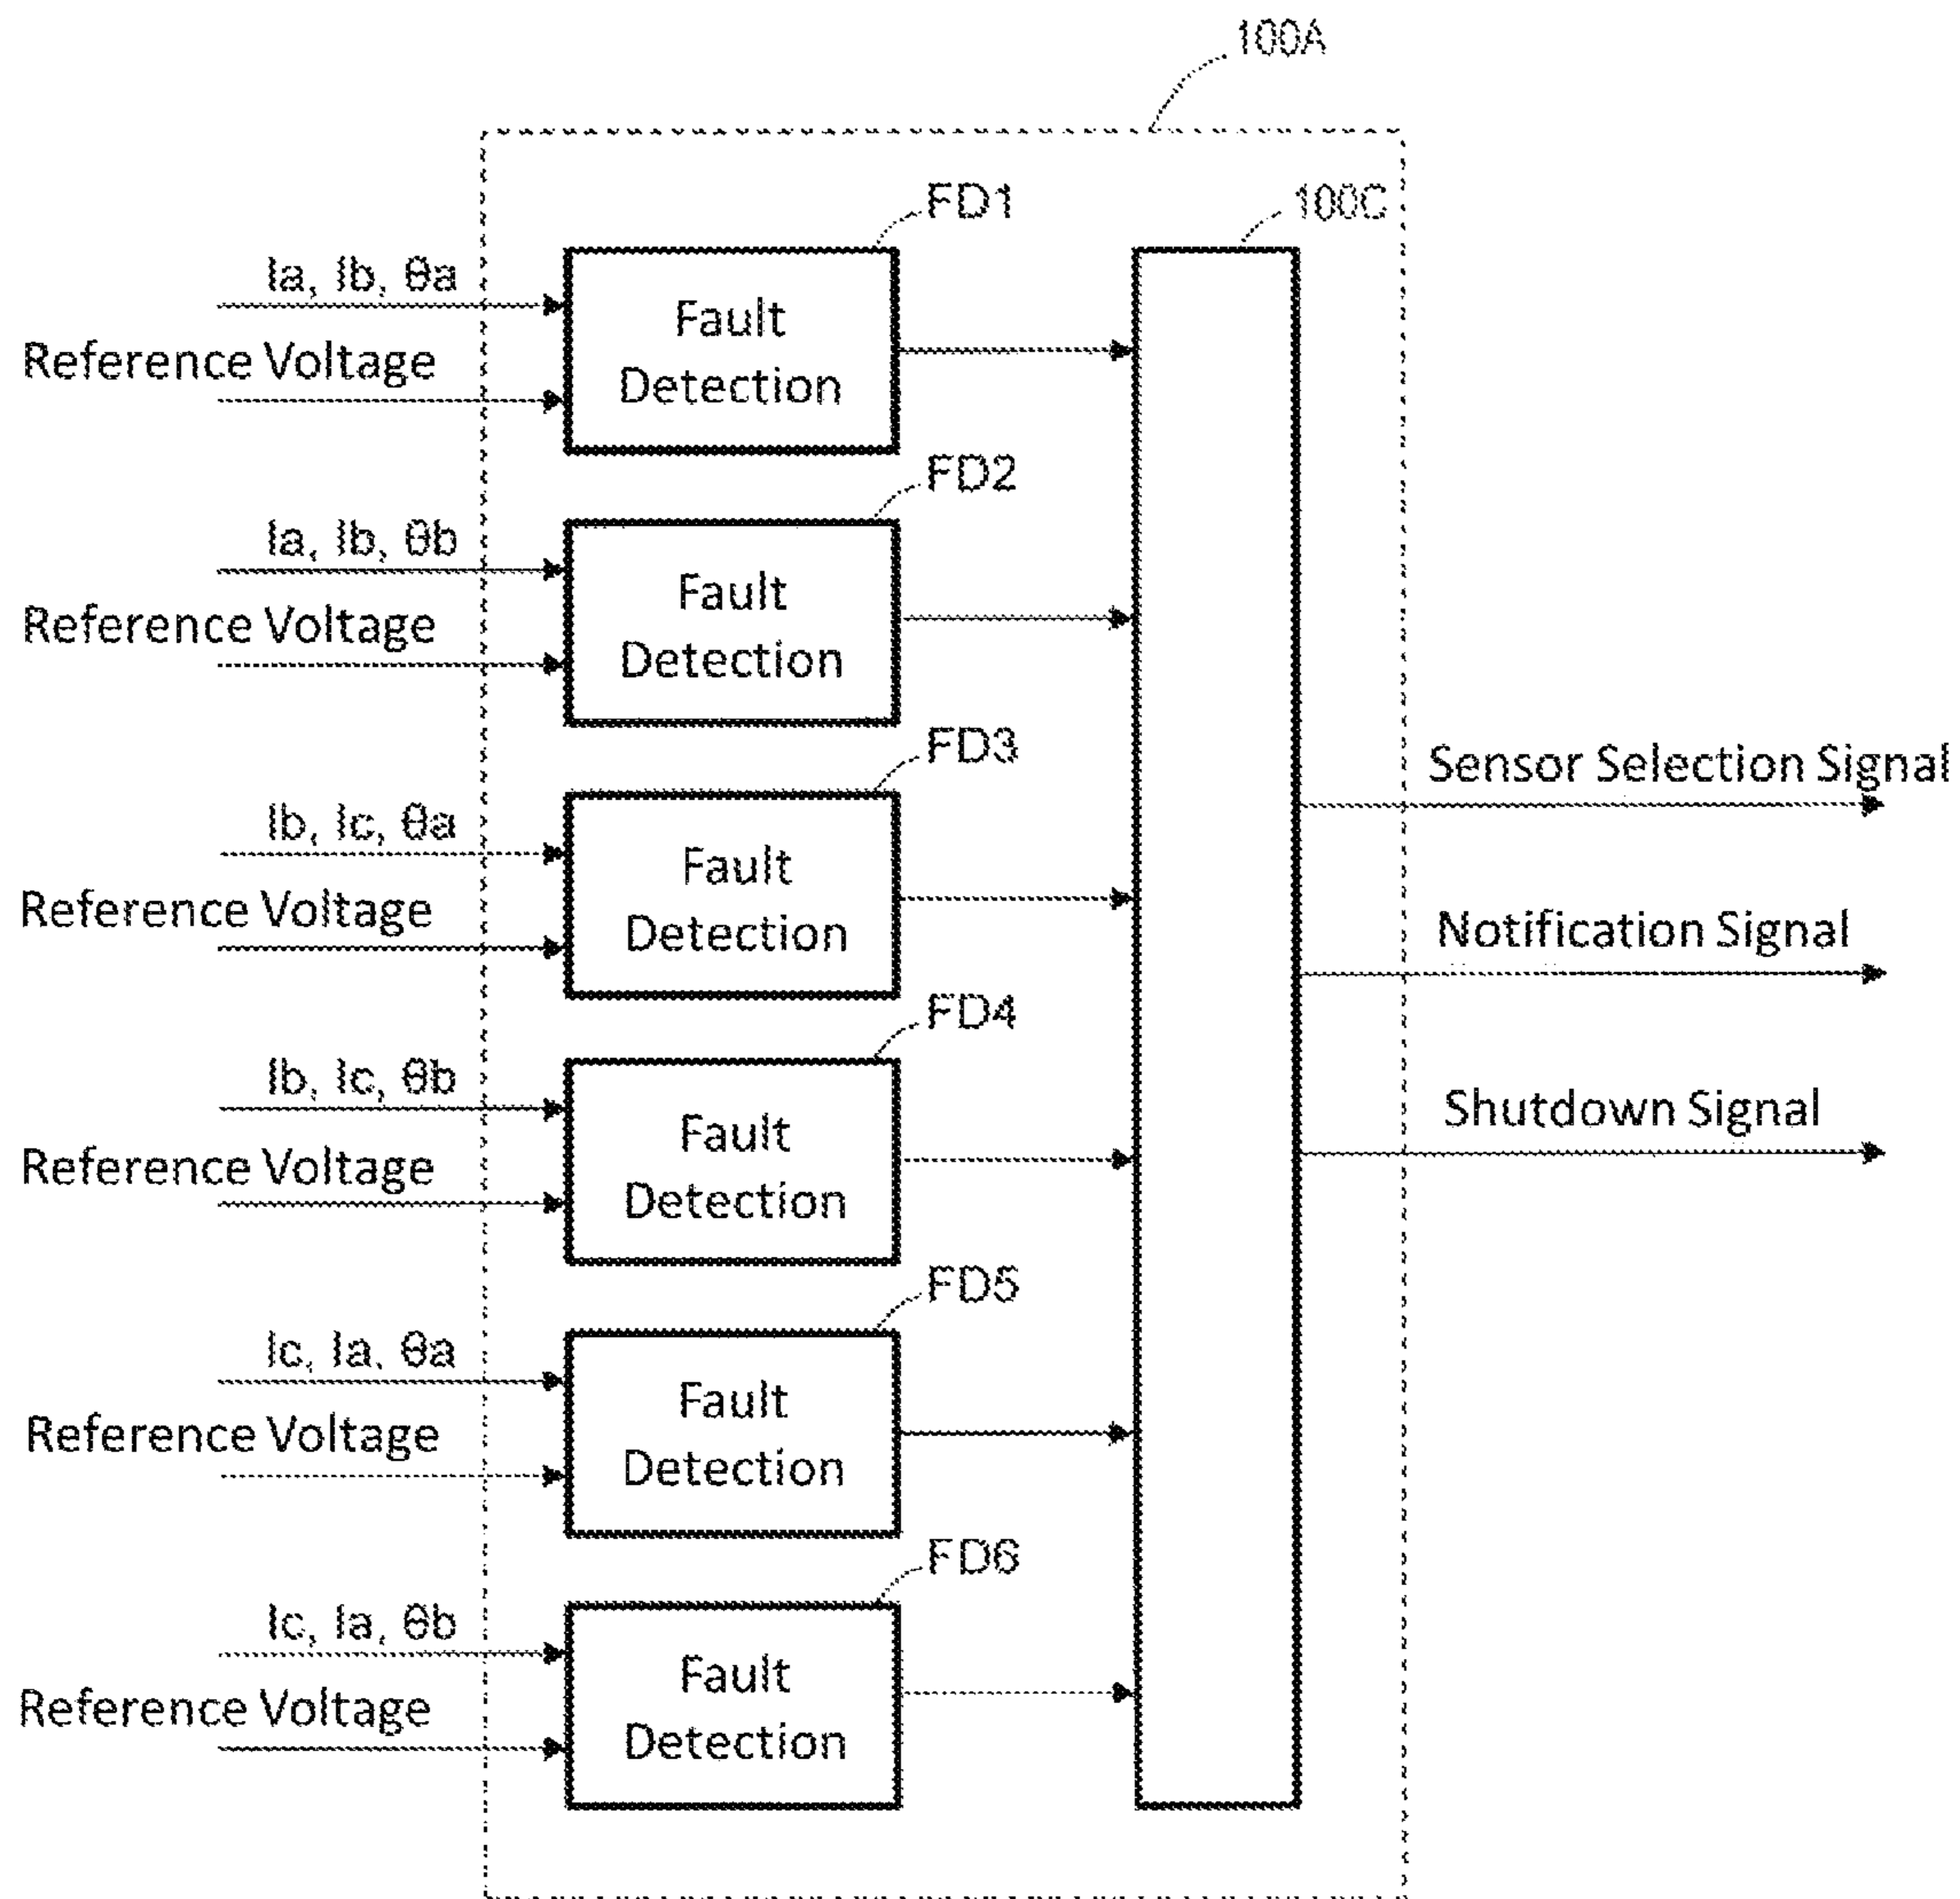 100A
FD1
100C
Ia, Ib, θa
Reference Voltage
Fault
Detection
FD2
Ia, Ib, θb
Reference Voltage
Fault
Detection
FD3
Ib, Ic, θa
Reference Voltage
Fault
Detection
Sensor Selection Signal
Notification Signal
FD4
Ib, Ic, θb
Reference Voltage
Fault
Detection
Shutdown Signal
FD5
Ic, Ia, θa
Reference Voltage
Fault
Detection
FD6
Ic, Ia, θb
Reference Voltage
Fault
Detection